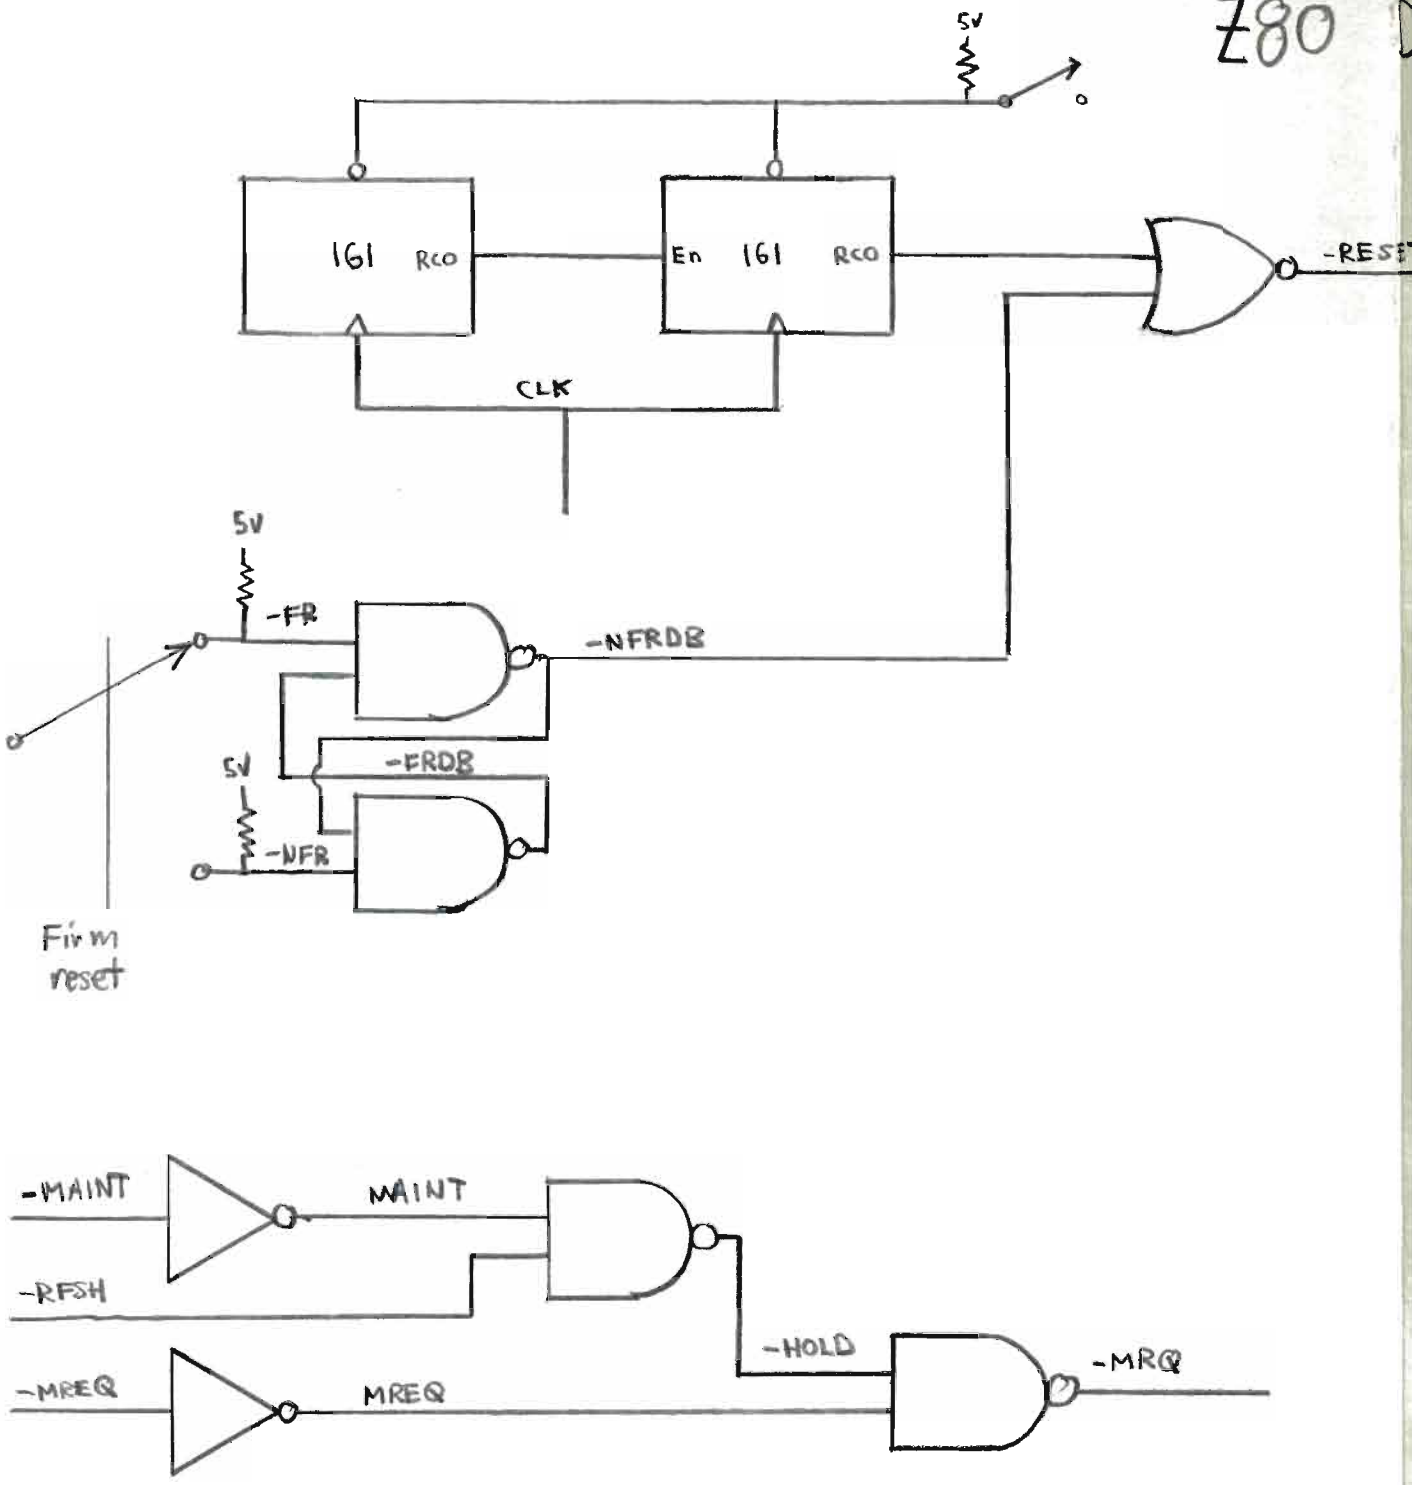 5V
Z80
161 RCO
En 161 RCO
-RESET
CLK
5V
-FR
-NFRDB
-FRDB
5V
-NFR
Firm
reset
-MAINT
MAINT
-RFSH
-HOLD
-MRQ
-MREQ
MREQ